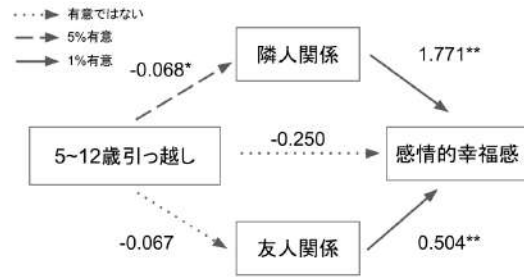 有意ではない
5%有意
1%有意
隣人関係
-0.068*
1.771**
-0.250
5~12歳引っ越し
感情的幸福感
-0.067
友人関係
0.504**